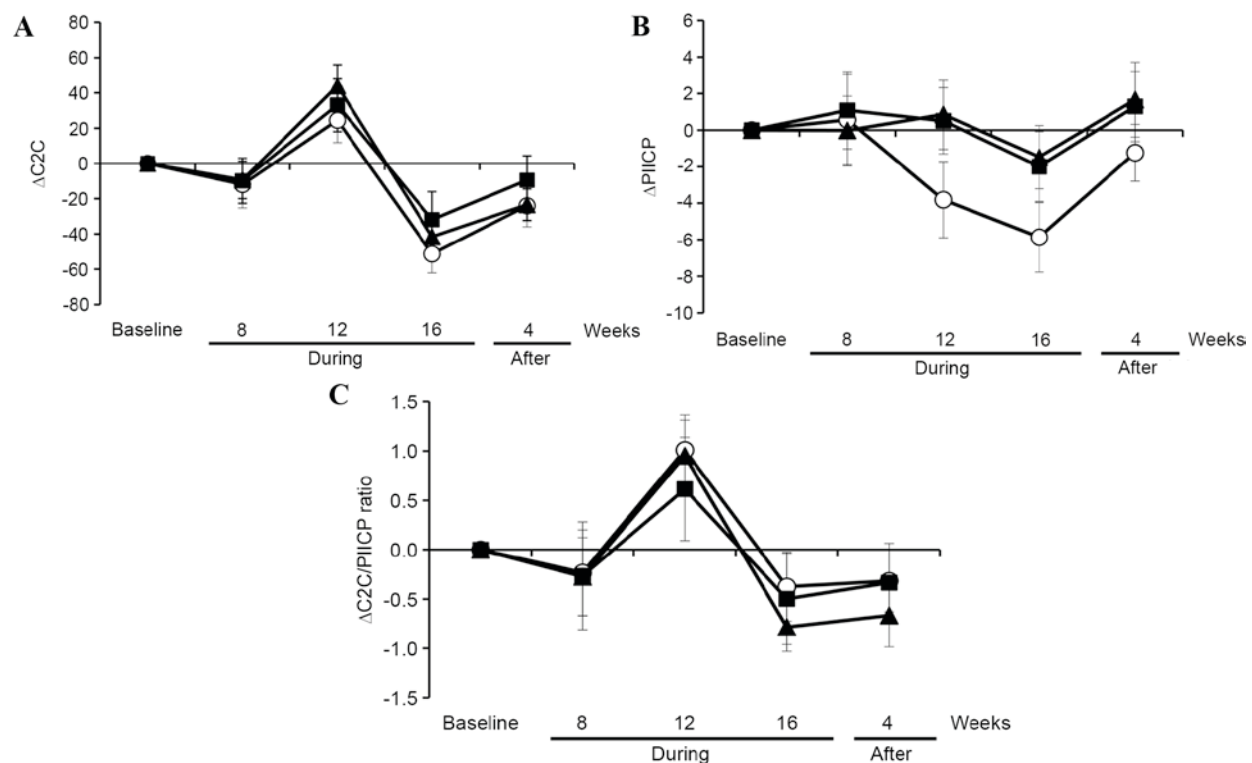 A
ΔC2C
80
60
40
20
0
-20
-40
-60
-80
Baseline 8 12 16 4 Weeks
During After
B
ΔPIICP
6
4
2
0
-2
-4
-6
-8
-10
Baseline 8 12 16 4 Weeks
During After
C
ΔC2C/PIICP ratio
1.5
1.0
0.5
0.0
-0.5
-1.0
-1.5
Baseline 8 12 16 4 Weeks
During After